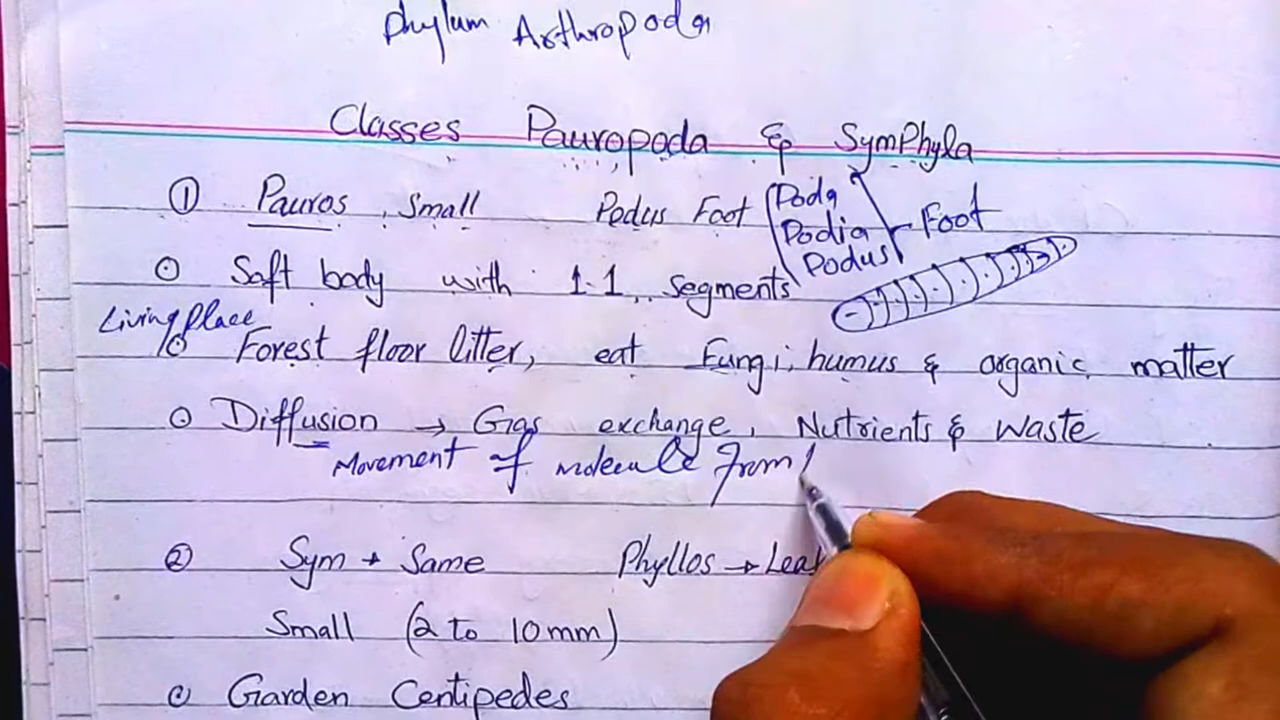 Phylum Arthropoda
Classes Pauropoda & SymPhyla
① Pauros, Small Podus Foot Poda Podia Podus Foot
Soft body with 11 segments
Living Place
Forest floor litter, eat Fungi, humus & organic matter
Diffusion → Gas exchange, Nutrients & Waste
Movement of molecule from
② Sym → Same Phyllos → Leaf
Small (2 to 10mm)
Garden Centipedes